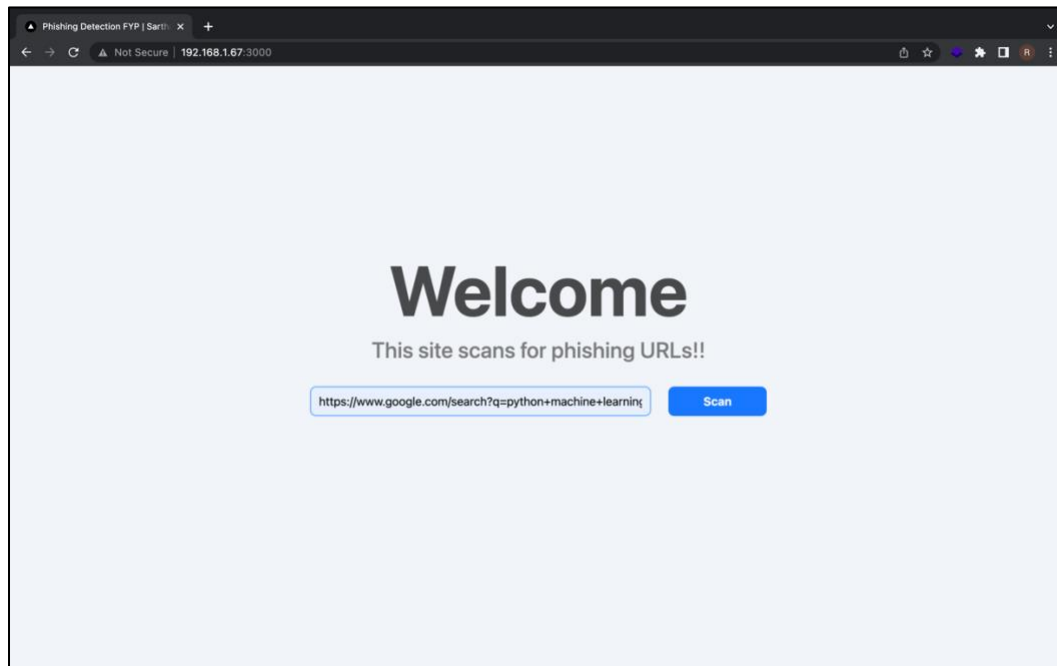 Phishing Detection FYP | Sarth
Not Secure | 192.168.1.67:3000
R
Welcome
This site scans for phishing URLs!!
https://www.google.com/search?q=python+machine+learning
Scan